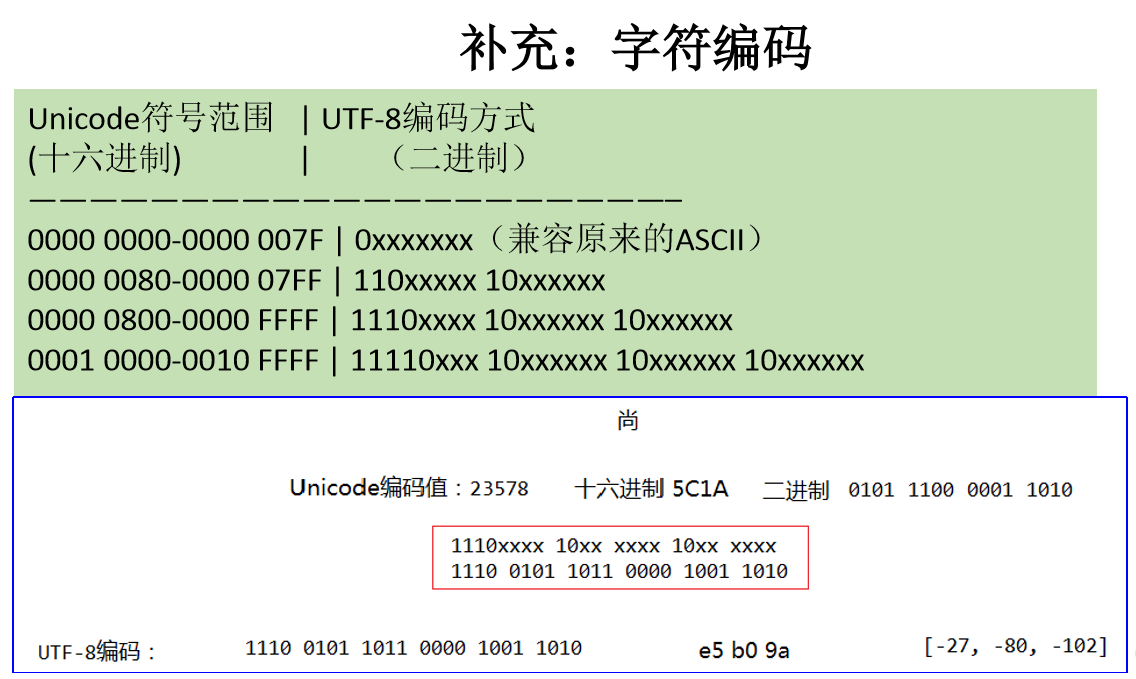 补充：字符编码
Unicode符号范围 | UTF-8编码方式
(十六进制) | （二进制）
———————————————————————
0000 0000-0000 007F | 0xxxxxxx（兼容原来的ASCII）
0000 0080-0000 07FF | 110xxxxx 10xxxxxx
0000 0800-0000 FFFF | 1110xxxx 10xxxxxx 10xxxxxx
0001 0000-0010 FFFF | 11110xxx 10xxxxxx 10xxxxxx 10xxxxxx
尚
Unicode编码值：23578 十六进制 5C1A 二进制 0101 1100 0001 1010
1110xxxx 10xx xxxx 10xx xxxx
1110 0101 1011 0000 1001 1010
UTF-8编码： 1110 0101 1011 0000 1001 1010 e5 b0 9a [-27, -80, -102]